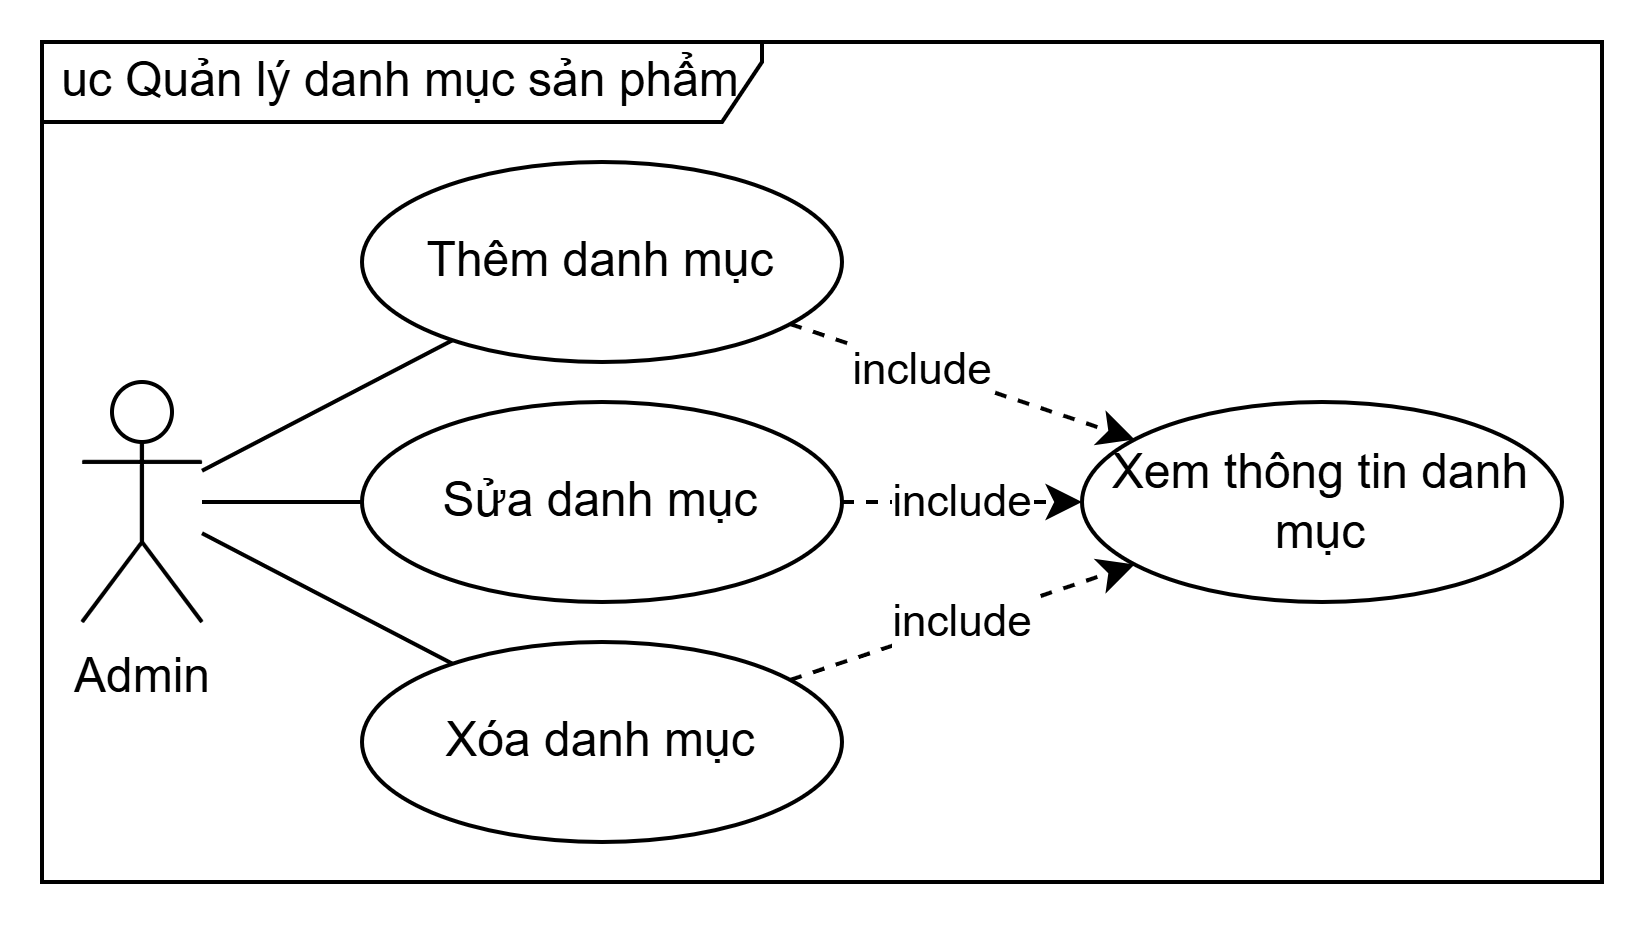 uc Quản lý danh mục sản phẩm
Thêm danh mục
include
Xem thông tin danh
mục
Sửa danh mục
include
include
Admin
Xóa danh mục